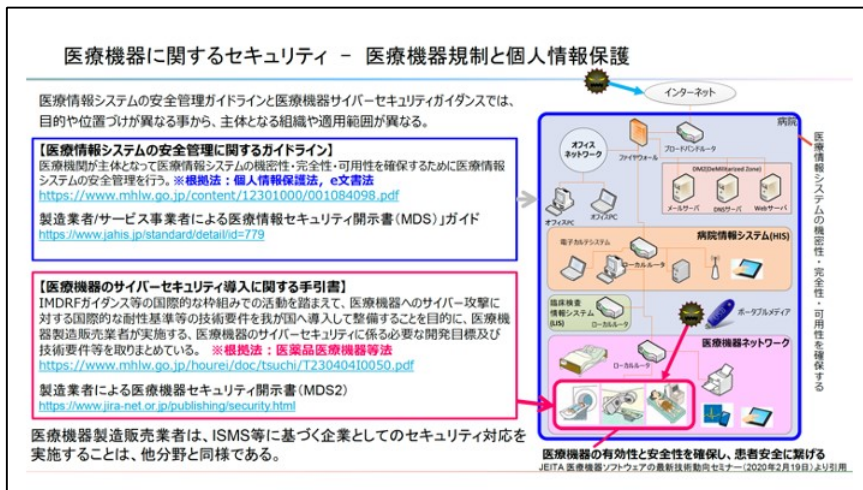 医療機器に関するセキュリティ － 医療機器規制と個人情報保護
医療情報システムの安全管理ガイドラインと医療機器サイバーセキュリティガイダンスでは、
目的や位置づけが異なる事から、主体となる組織や適用範囲が異なる。
【医療情報システムの安全管理に関するガイドライン】
医療機関が主体となって医療情報システムの機密性・完全性・可用性を確保するために医療情報
システムの安全管理を行う。 ※根拠法：個人情報保護法，e文書法
https://www.mhlw.go.jp/content/12301000/001084098.pdf
製造業者/サービス事業者による医療情報セキュリティ開示書（MDS）」ガイド
https://www.jahis.jp/standard/detail/id=779
【医療機器のサイバーセキュリティ導入に関する手引書】
IMDRFガイダンス等の国際的な枠組みでの活動を踏まえて、医療機器へのサイバー攻撃に
対する国際的な耐性基準等の技術要件を我が国へ導入して整備することを目的に、医療機
器製造販売業者が実施する、医療機器のサイバーセキュリティに係る必要な開発目標及び
技術要件等を取りまとめている。 ※根拠法：医薬品医療機器等法
https://www.mhlw.go.jp/hourei/doc/tsuchi/T230404I0050.pdf
製造業者による医療機器セキュリティ開示書（MDS2）
https://www.jira-net.or.jp/publishing/security.html
医療機器製造販売業者は、ISMS等に基づく企業としてのセキュリティ対応を
実施することは、他分野と同様である。
インターネット
病院
オフィス
ネットワーク
ファイヤウォール
ブロードバンドルータ
DMZ(DeMilitarized Zone)
メールサーバ
DNSサーバ
Webサーバ
オフィスPC
オフィスPC
病院情報システム(HIS)
電子カルテシステム
ローカルルータ
臨床検査
情報システム
(LIS)
ローカルルータ
ポータブルメディア
医療機器ネットワーク
ローカルルータ
医療情報システムの機密性・完全性・可用性を確保する
医療機器の有効性と安全性を確保し、患者安全に繋げる
JEITA 医療機器ソフトウェアの最新技術動向セミナー（2020年2月19日）より引用